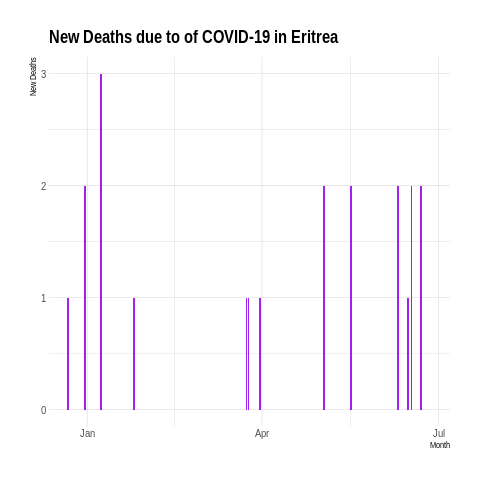 New Deaths due to of COVID-19 in Eritrea
New Deaths
3
2
1
0
Jan Apr Jul
Month